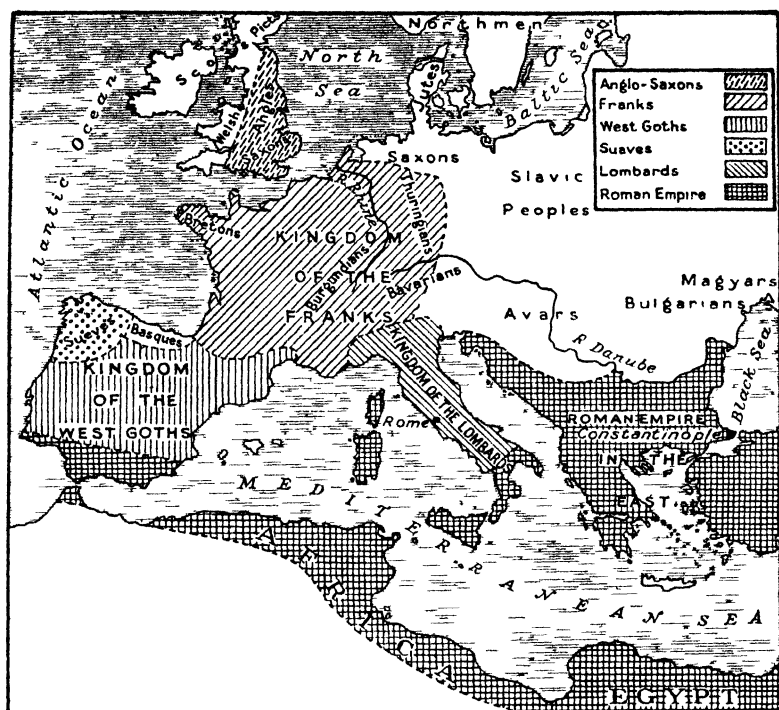 Northmen
Scots
Picts
North
Sea
Jutes
Baltic Sea
Anglo-Saxons
Franks
West Goths
Suaves
Lombards
Roman Empire
Atlantic Ocean
Welsh
Angles
Saxons
Saxons
Slavic
Peoples
Bretons
R. Rhine
Thuringians
KINGDOM
OF THE
FRANKS
Burgundians
Bavarians
Magyars
Bulgarians
Avars
R Danube
Black Sea
Sueves
Basques
KINGDOM
OF THE
WEST GOTHS
KINGDOM OF THE LOMBARDS
Rome
ROMAN EMPIRE
Constantinople
IN THE
EAST
MEDITERRANEAN SEA
AFRICA
EGYPT